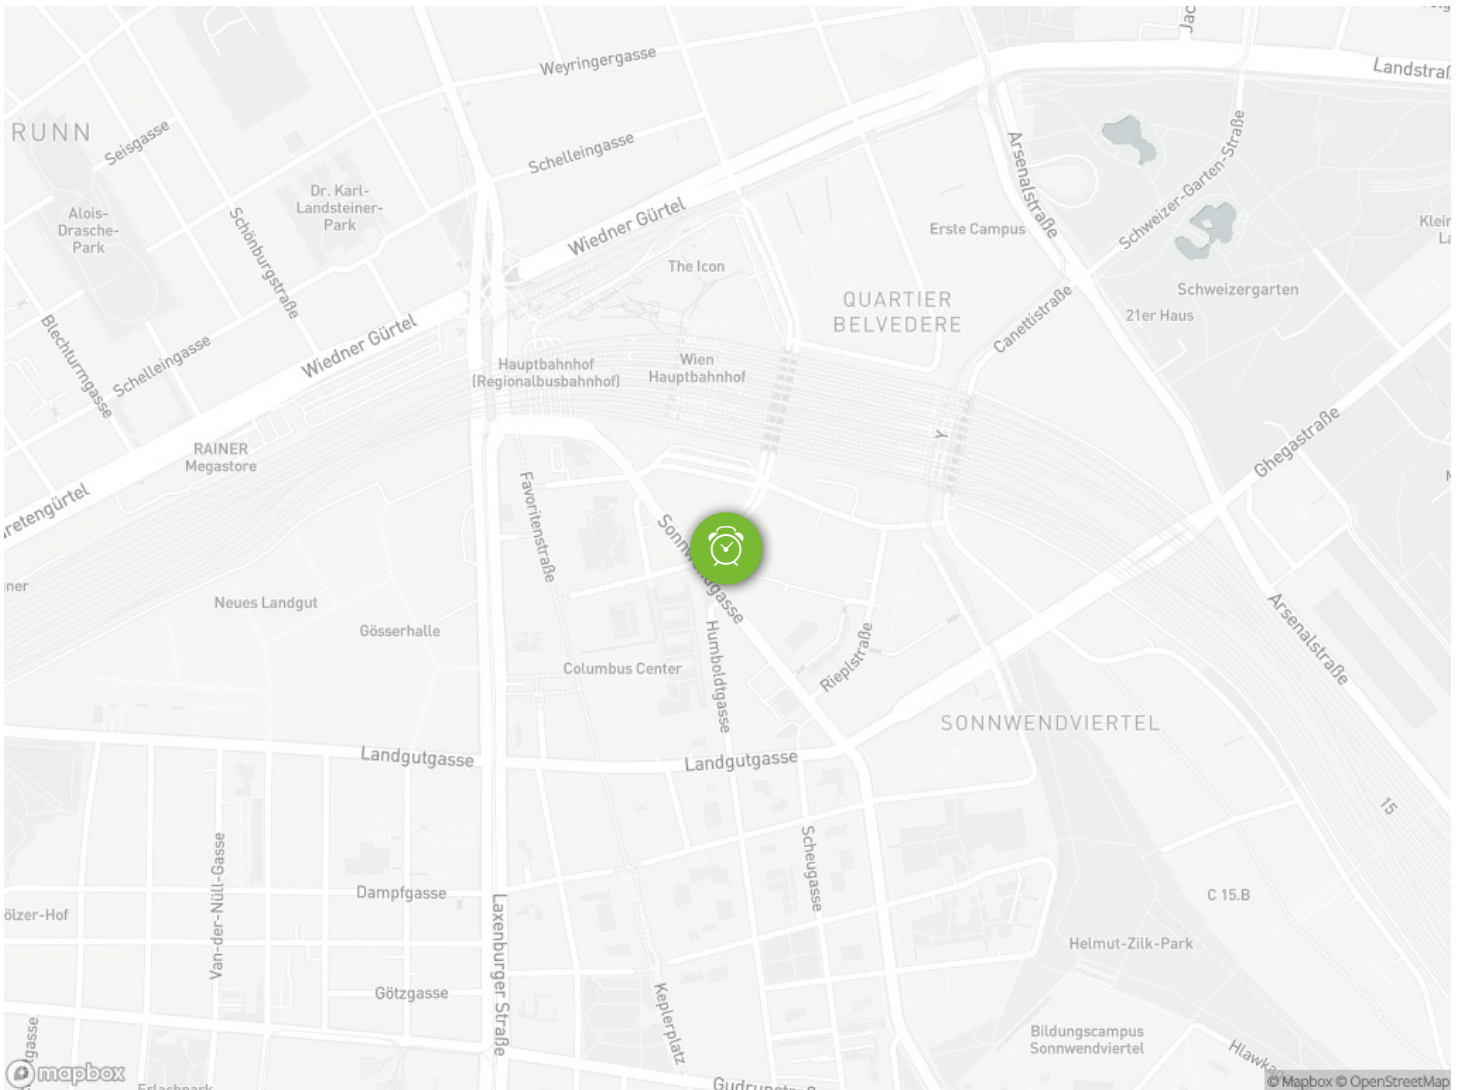 Weyringergasse
Landstraß
RUNN
Seisgasse
Schelleingasse
Arsenalstraße
Schweizer-Garten-Straße
Dr. Karl-
Landsteiner-
Park
Alois-
Drasche-
Park
Schönburgstraße
Wiedner Gürtel
Erste Campus
The Icon
QUARTIER
BELVEDERE
Schweizergarten
21er Haus
Canettistraße
Blechturmgasse
Schelleingasse
Wiedner Gürtel
Hauptbahnhof
(Regionalbusbahnhof)
Wien
Hauptbahnhof
RAINER
Megastore
Ghegastraße
retengürtel
Favoritenstraße
Sonnwendgasse
ner
Neues Landgut
Gösserhalle
Arsenalstraße
Humboldtgasse
Columbus Center
Rieplstraße
SONNWENDVIERTEL
Landgutgasse
Landgutgasse
15
Van-der-Nüll-Gasse
Scheugasse
Dampfgasse
C 15.B
ölzer-Hof
Laxenburger Straße
Helmut-Zilk-Park
Götzgasse
Keplerplatz
Bildungscampus
Sonnwendviertel
mapbox
© Mapbox © OpenStreetMap